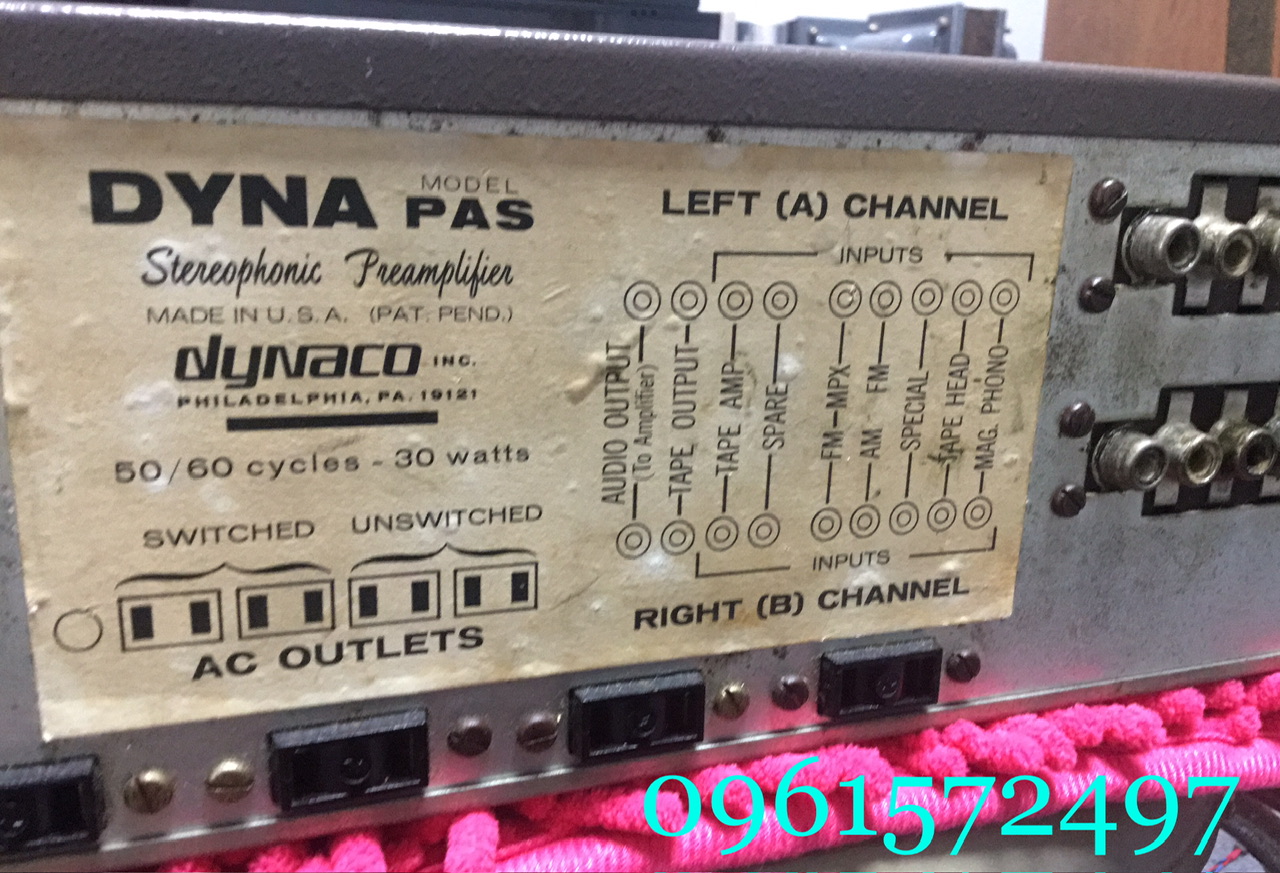 DYNA MODEL PAS
Stereophonic Preamplifier
MADE IN U.S.A. (PAT. PEND.)
dynaco INC.
PHILADELPHIA, PA. 19121
50/60 cycles - 30 watts
SWITCHED UNSWITCHED
AC OUTLETS
LEFT (A) CHANNEL
INPUTS
AUDIO OUTPUT
(To Amplifier)
TAPE OUTPUT
TAPE AMP
SPARE
FM-MPX
AM FM
SPECIAL
TAPE HEAD
MAG. PHONO
INPUTS
RIGHT (B) CHANNEL
0961572497